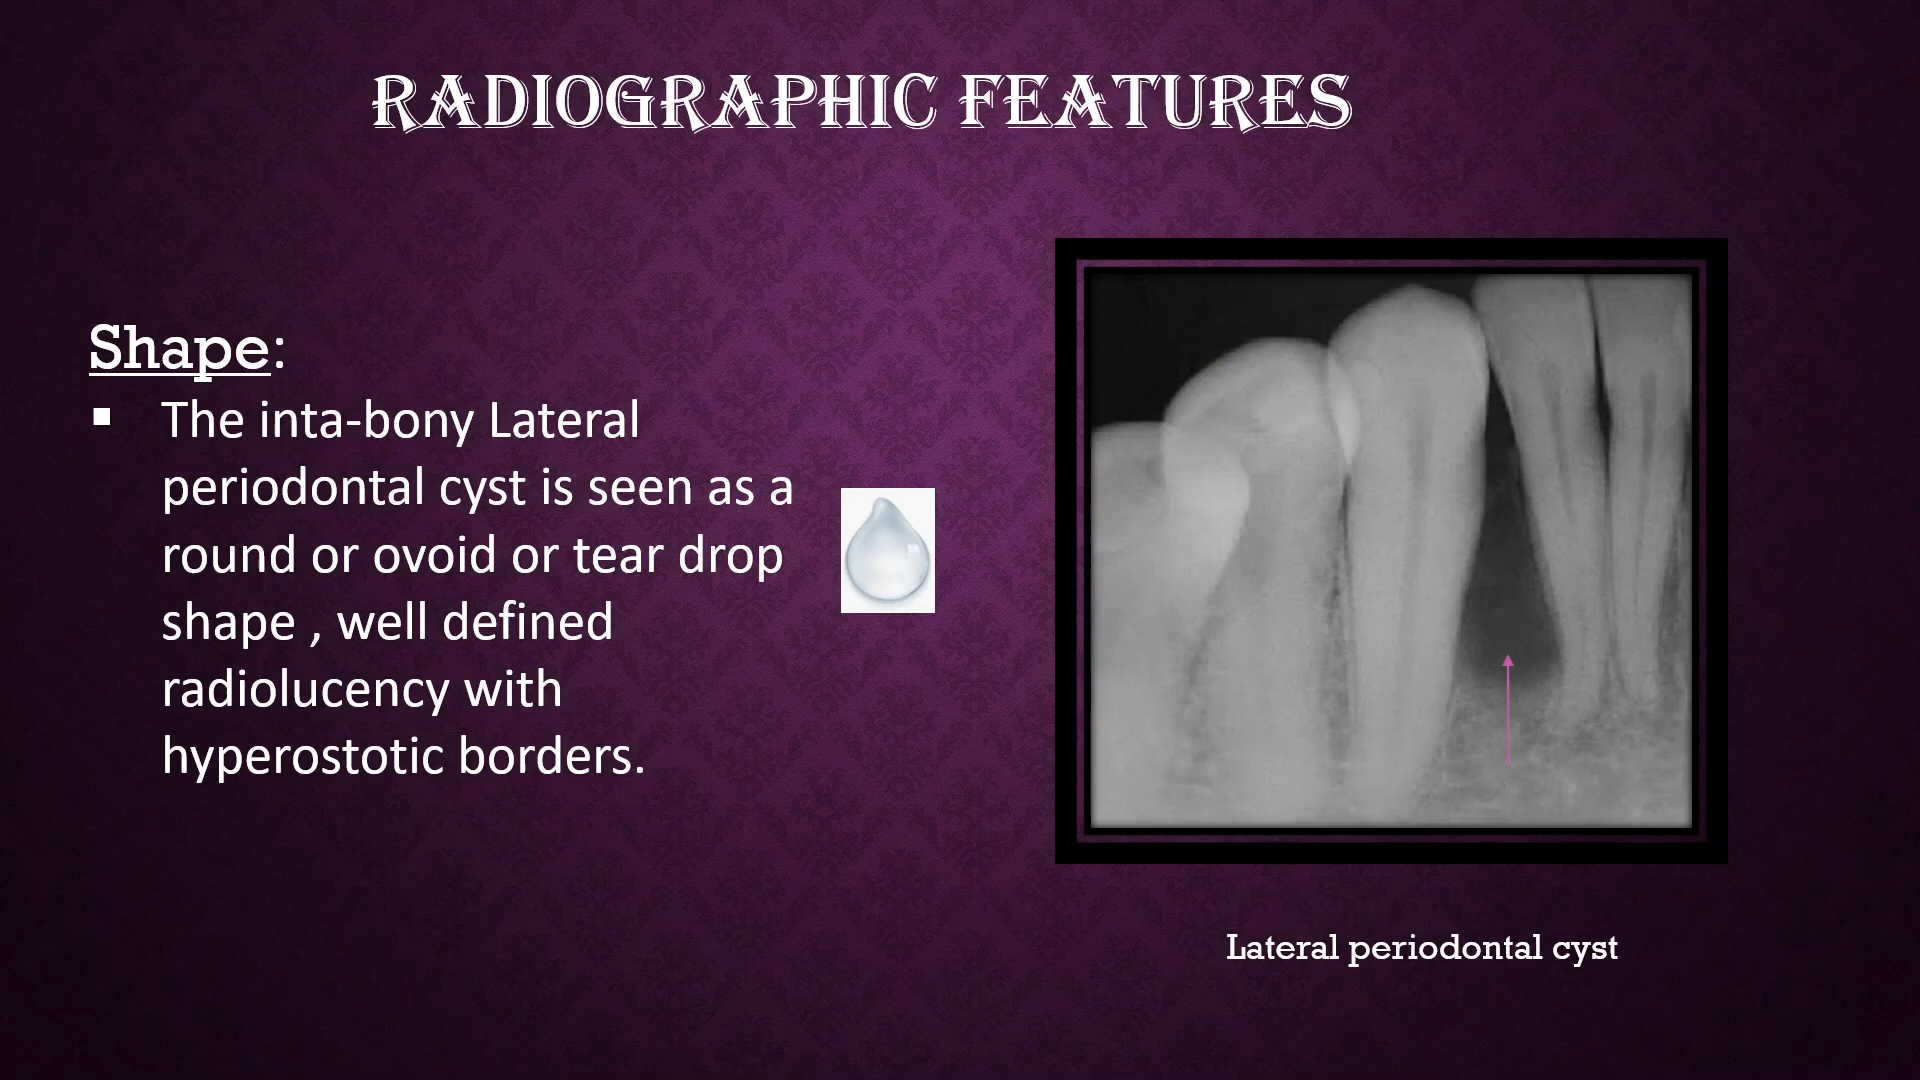 RADIOGRAPHIC FEATURES
Shape:
▪ The inta-bony Lateral
periodontal cyst is seen as a
round or ovoid or tear drop
shape , well defined
radiolucency with
hyperostotic borders.
Lateral periodontal cyst